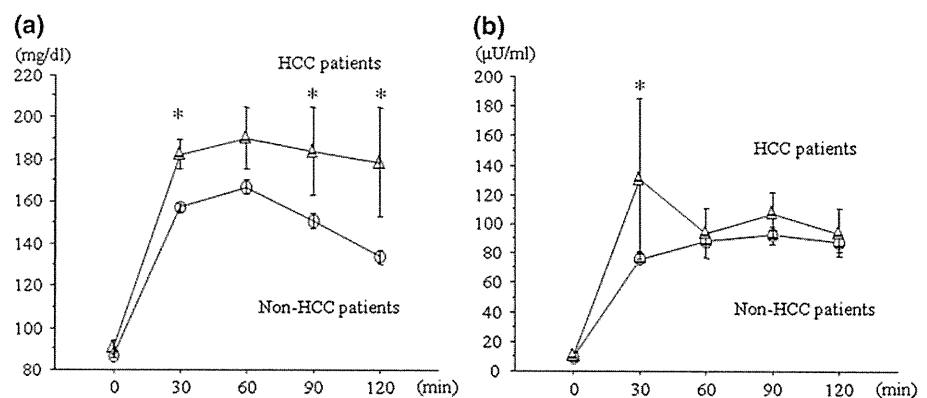 (a)
(mg/dl)
HCC patients
220
200
180
160
140
120
100
80
* * *
Non-HCC patients
0 30 60 90 120 (min)
(b)
(µU/ml)
200
180
160
140
120
100
80
60
40
20
0
*
HCC patients
Non-HCC patients
0 30 60 90 120 (min)